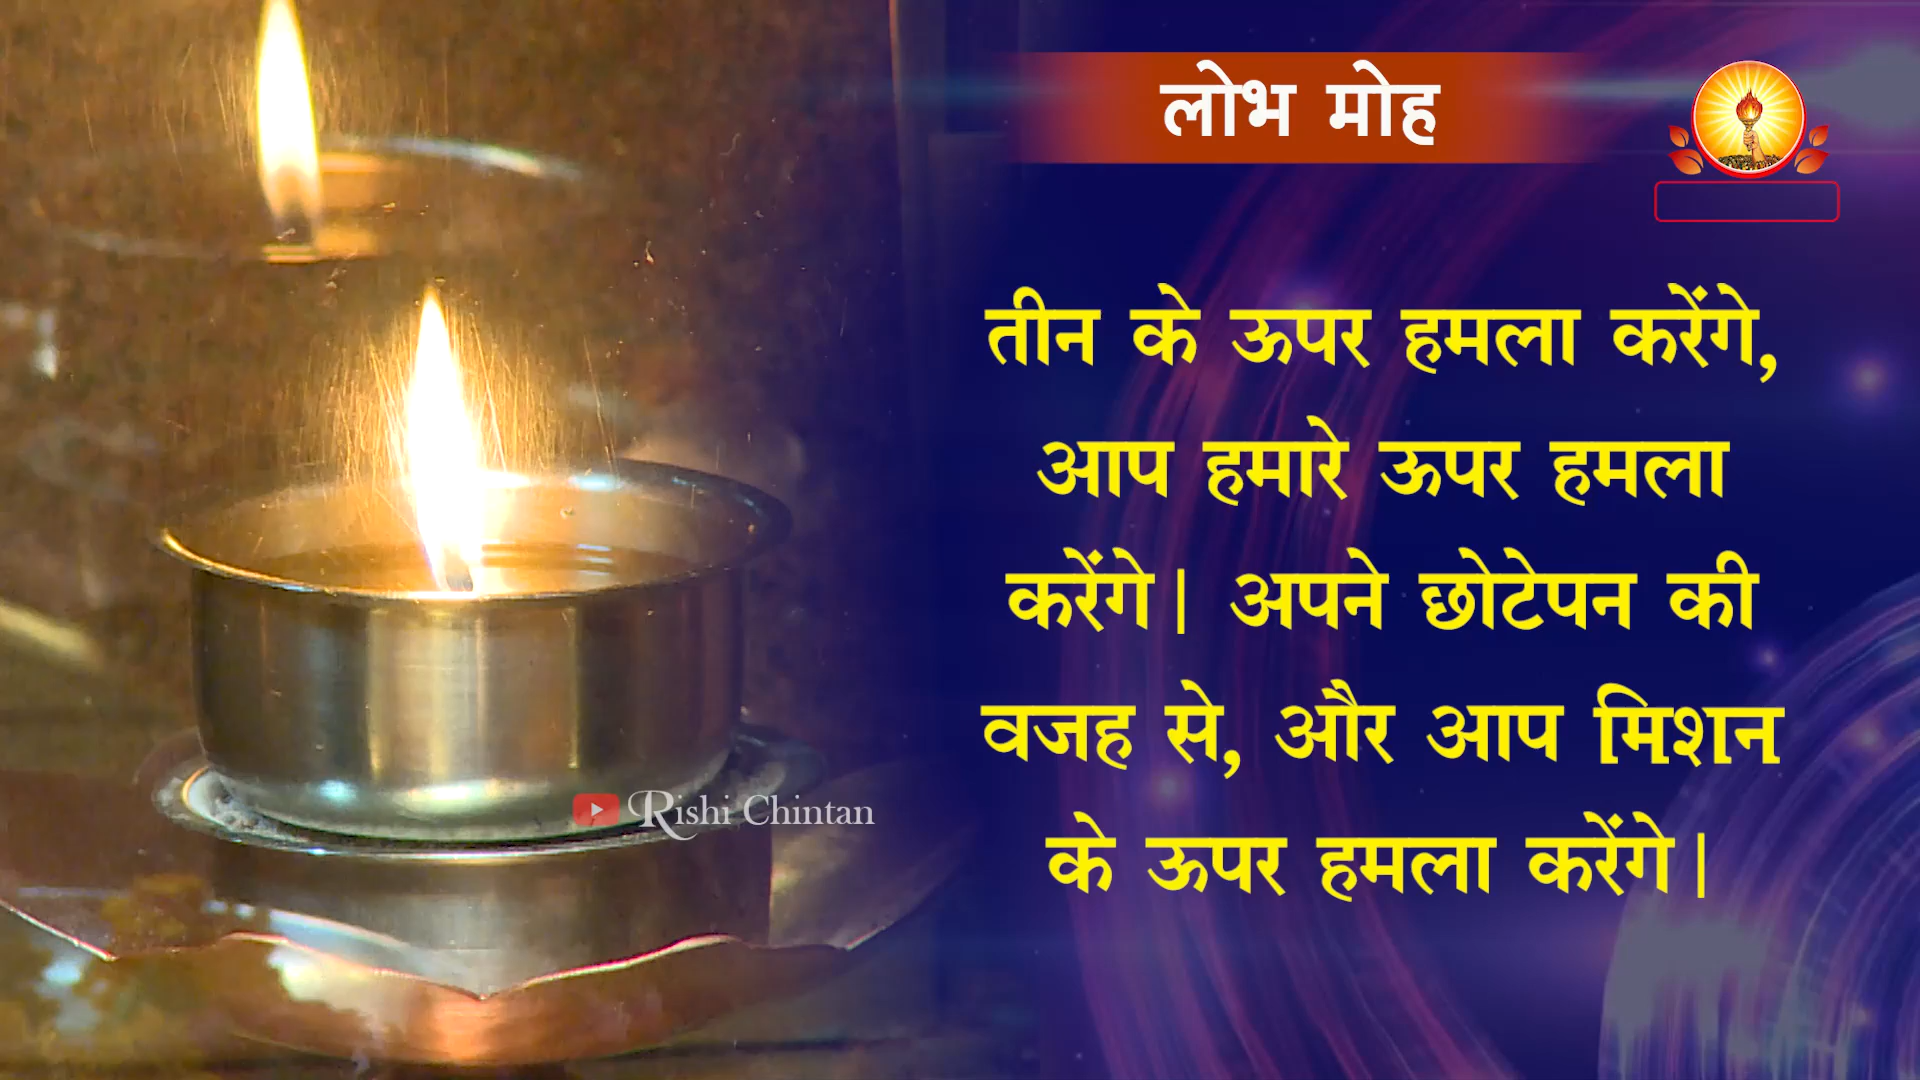 लोभ मोह
तीन के ऊपर हमला करेंगे,
आप हमारे ऊपर हमला
करेंगे| अपने छोटेपन की
वजह से, और आप मिशन
के ऊपर हमला करेंगे|
Rishi Chintan